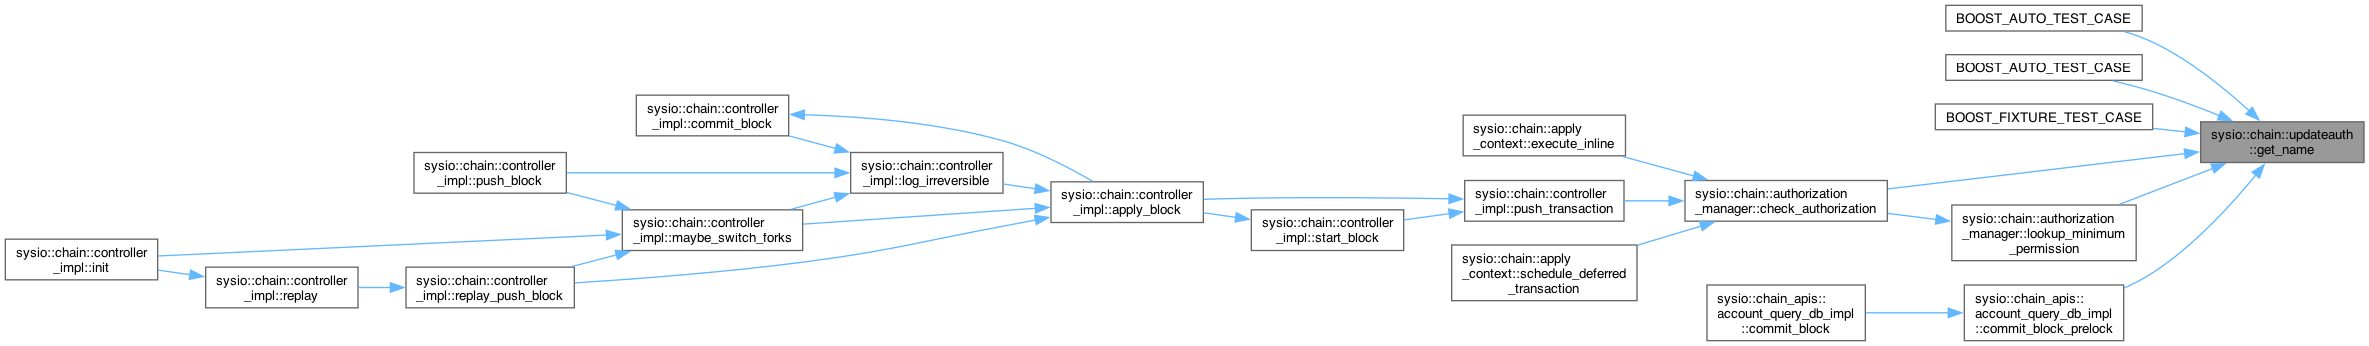 BOOST_AUTO_TEST_CASE
BOOST_AUTO_TEST_CASE
BOOST_FIXTURE_TEST_CASE
sysio::chain::updateauth
::get_name
sysio::chain::controller
_impl::commit_block
sysio::chain::apply
_context::execute_inline
sysio::chain::controller
_impl::push_block
sysio::chain::controller
_impl::log_irreversible
sysio::chain::controller
_impl::apply_block
sysio::chain::controller
_impl::push_transaction
sysio::chain::authorization
_manager::check_authorization
sysio::chain::controller
_impl::maybe_switch_forks
sysio::chain::controller
_impl::start_block
sysio::chain::authorization
_manager::lookup_minimum
_permission
sysio::chain::controller
_impl::init
sysio::chain::controller
_impl::replay
sysio::chain::controller
_impl::replay_push_block
sysio::chain::apply
_context::schedule_deferred
_transaction
sysio::chain_apis::
account_query_db_impl
::commit_block
sysio::chain_apis::
account_query_db_impl
::commit_block_prelock